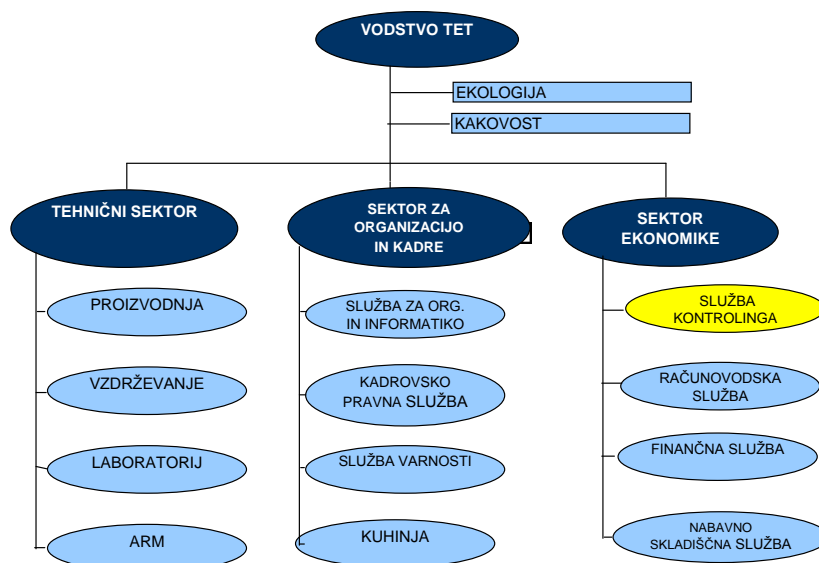 VODSTVO TET
EKOLOGIJA
KAKOVOST
TEHNIČNI SEKTOR
PROIZVODNJA
VZDRŽEVANJE
LABORATORIJ
ARM
SEKTOR ZA
ORGANIZACIJO
IN KADRE
SLUŽBA ZA ORG.
IN INFORMATIKO
KADROVSKO
PRAVNA SLUŽBA
SLUŽBA VARNOSTI
KUHINJA
SEKTOR
EKONOMIKE
SLUŽBA
KONTROLINGA
RAČUNOVODSKA
SLUŽBA
FINANČNA SLUŽBA
NABAVNO
SKLADIŠČNA SLUŽBA